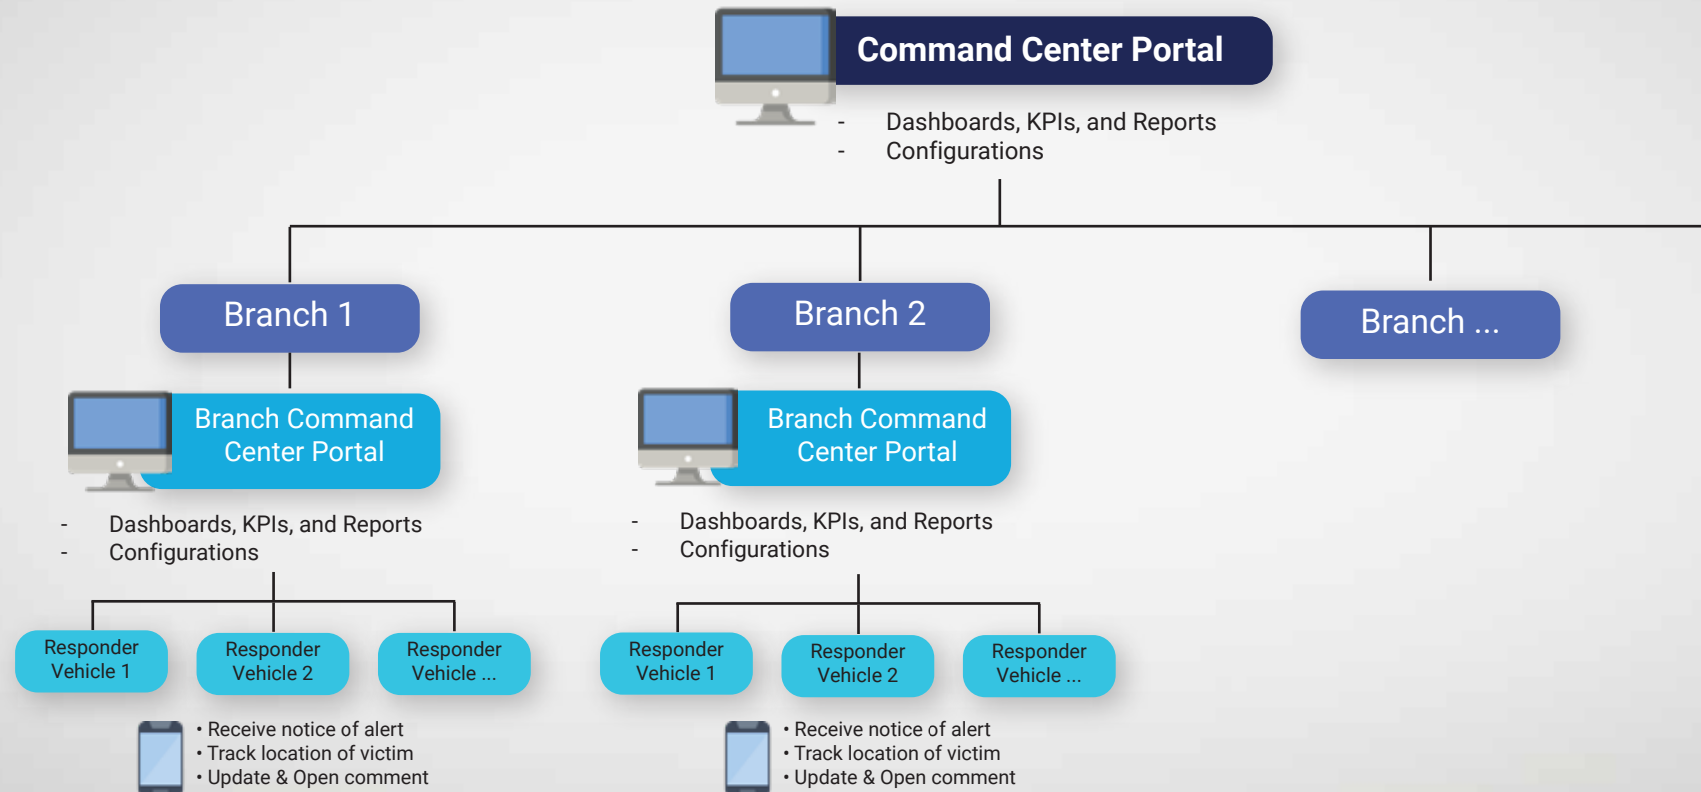 Command Center Portal
- Dashboards, KPIs, and Reports
- Configurations
Branch 1
Branch 2
Branch ...
Branch Command
Center Portal
- Dashboards, KPIs, and Reports
- Configurations
Branch Command
Center Portal
- Dashboards, KPIs, and Reports
- Configurations
Responder
Vehicle 1
Responder
Vehicle 2
Responder
Vehicle ...
Responder
Vehicle 1
Responder
Vehicle 2
Responder
Vehicle ...
• Receive notice of alert
• Track location of victim
• Update & Open comment
• Receive notice of alert
• Track location of victim
• Update & Open comment